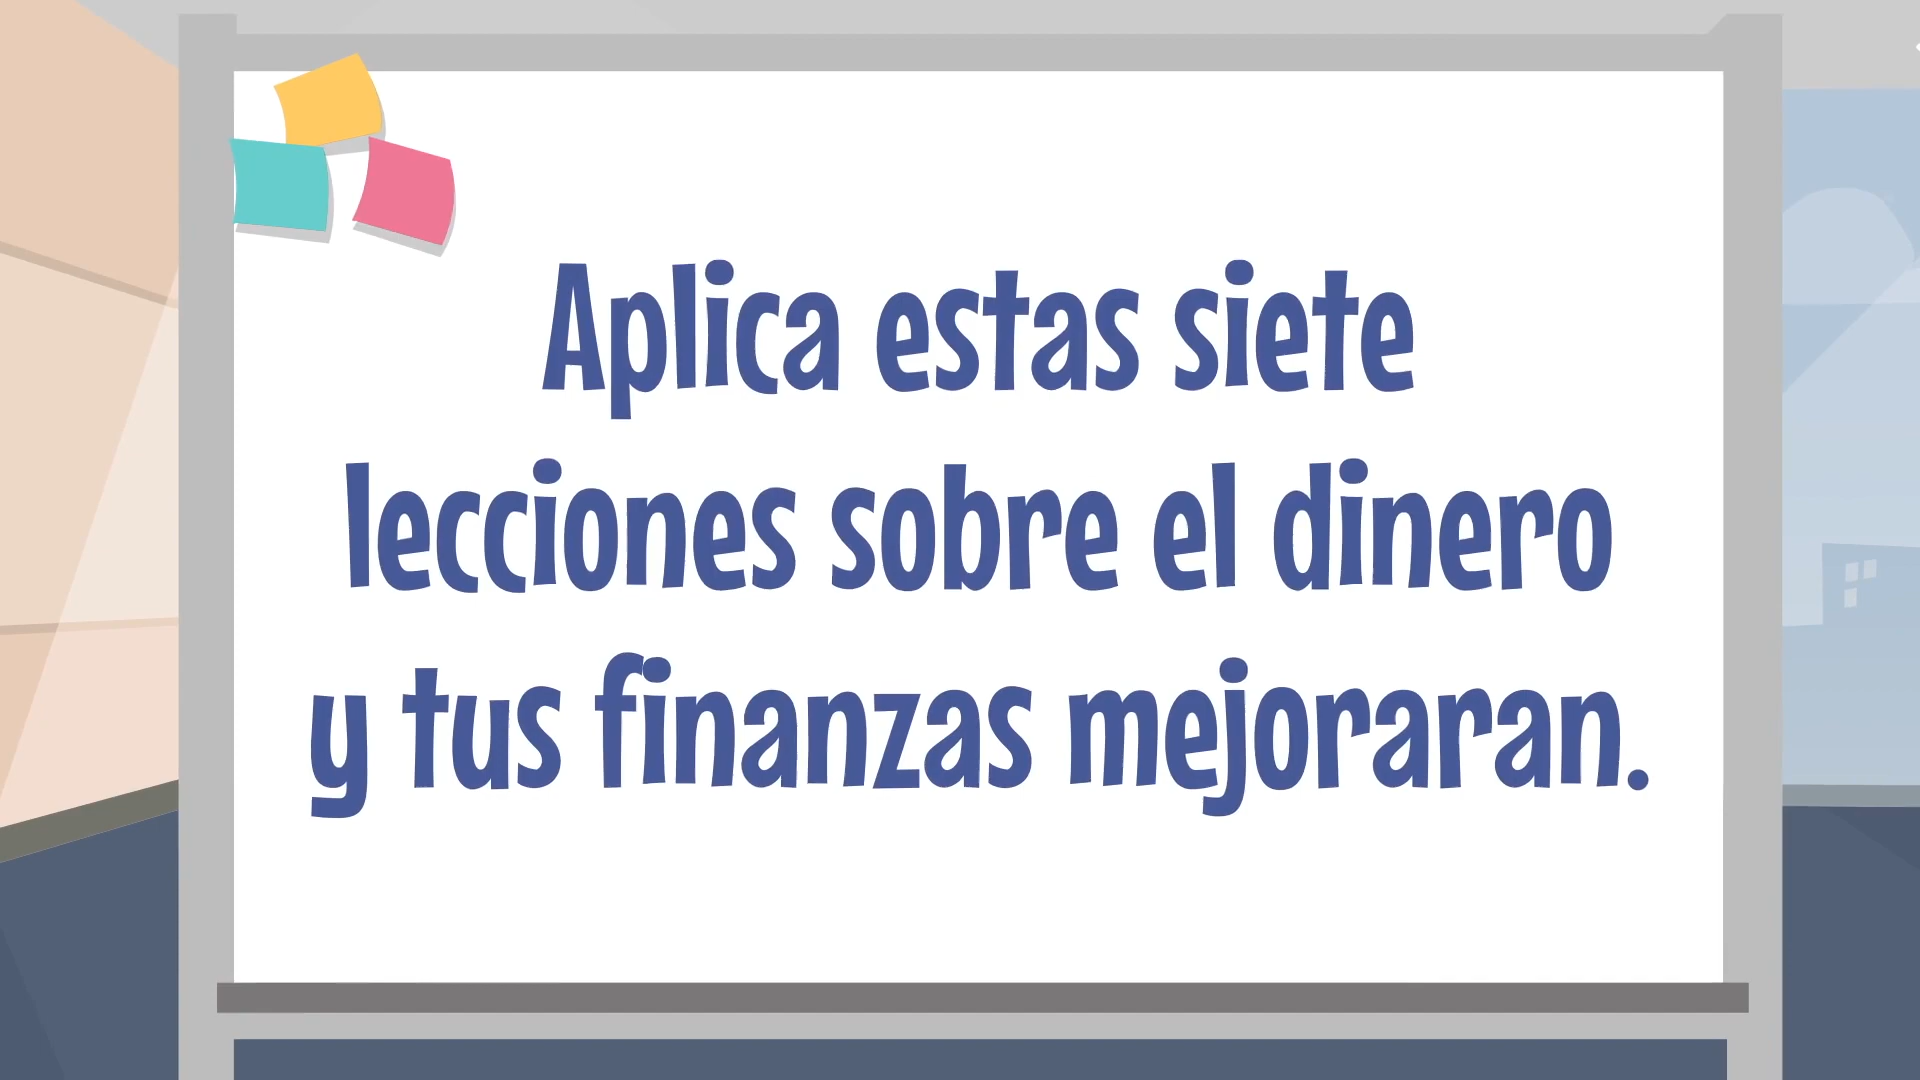 Aplica estas siete
lecciones sobre el dinero
y tus finanzas mejoraran.